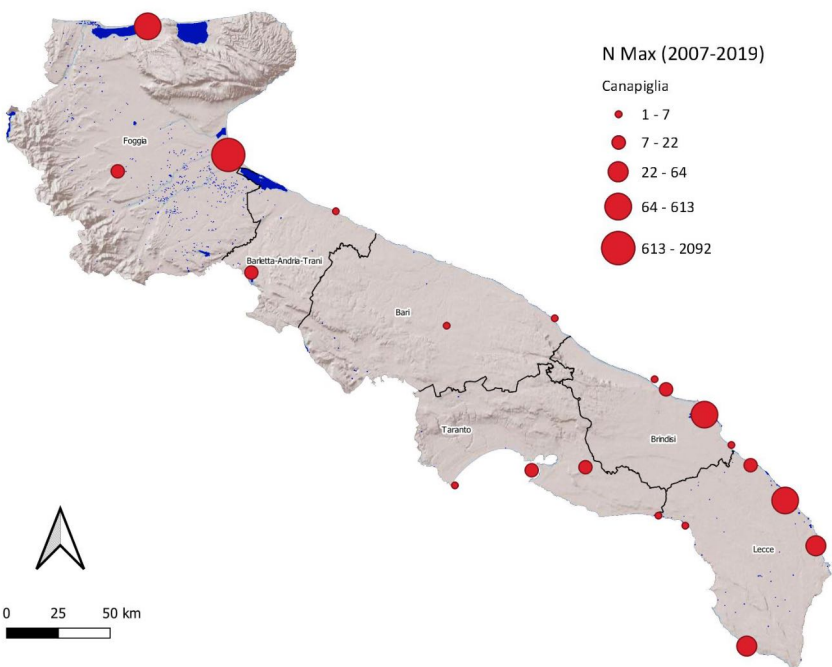 N Max (2007-2019)
Canapiglia
1 - 7
7 - 22
22 - 64
64 - 613
613 - 2092
Foggia
Barletta-Andria-Trani
Bari
Taranto
Brindisi
Lecce
0 25 50 km